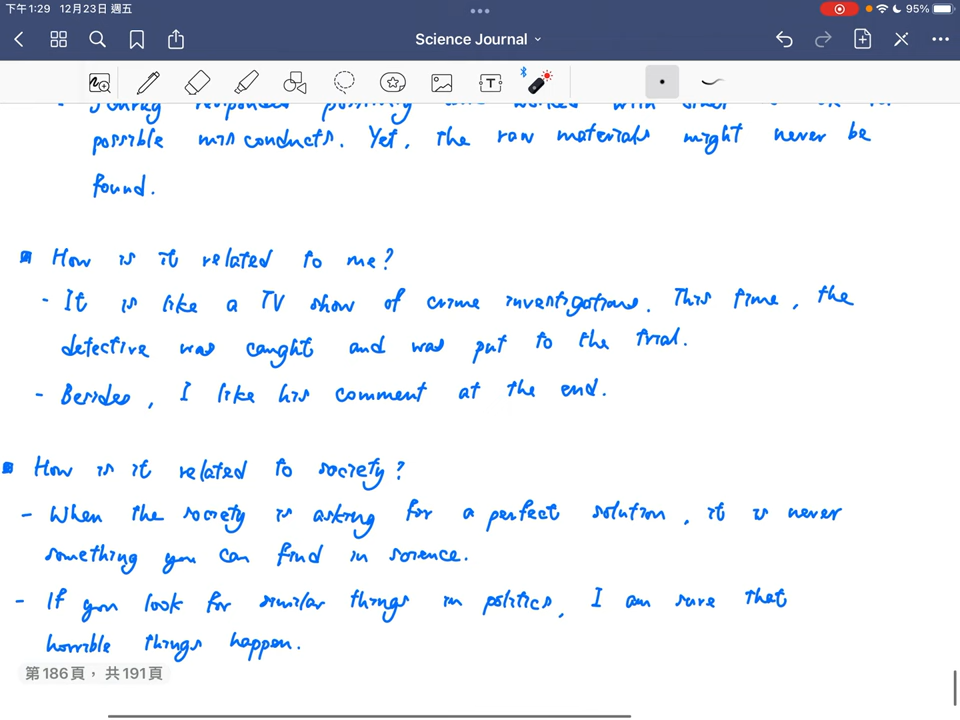 下午1:29 12月23日 週五
95%
Science Journal
T
possible misconducts. Yet, the raw materials might never be
found.
How is it related to me?
- It is like a TV show of crime investigations. This time, the
detective was caught and was put to the trial.
- Besides, I like his comment at the end.
How is it related to society?
- When the society is asking for a perfect solution, it is never
something you can find in science.
- If you look for similar things in politics, I am sure that
horrible things happen.
第186頁，共191頁